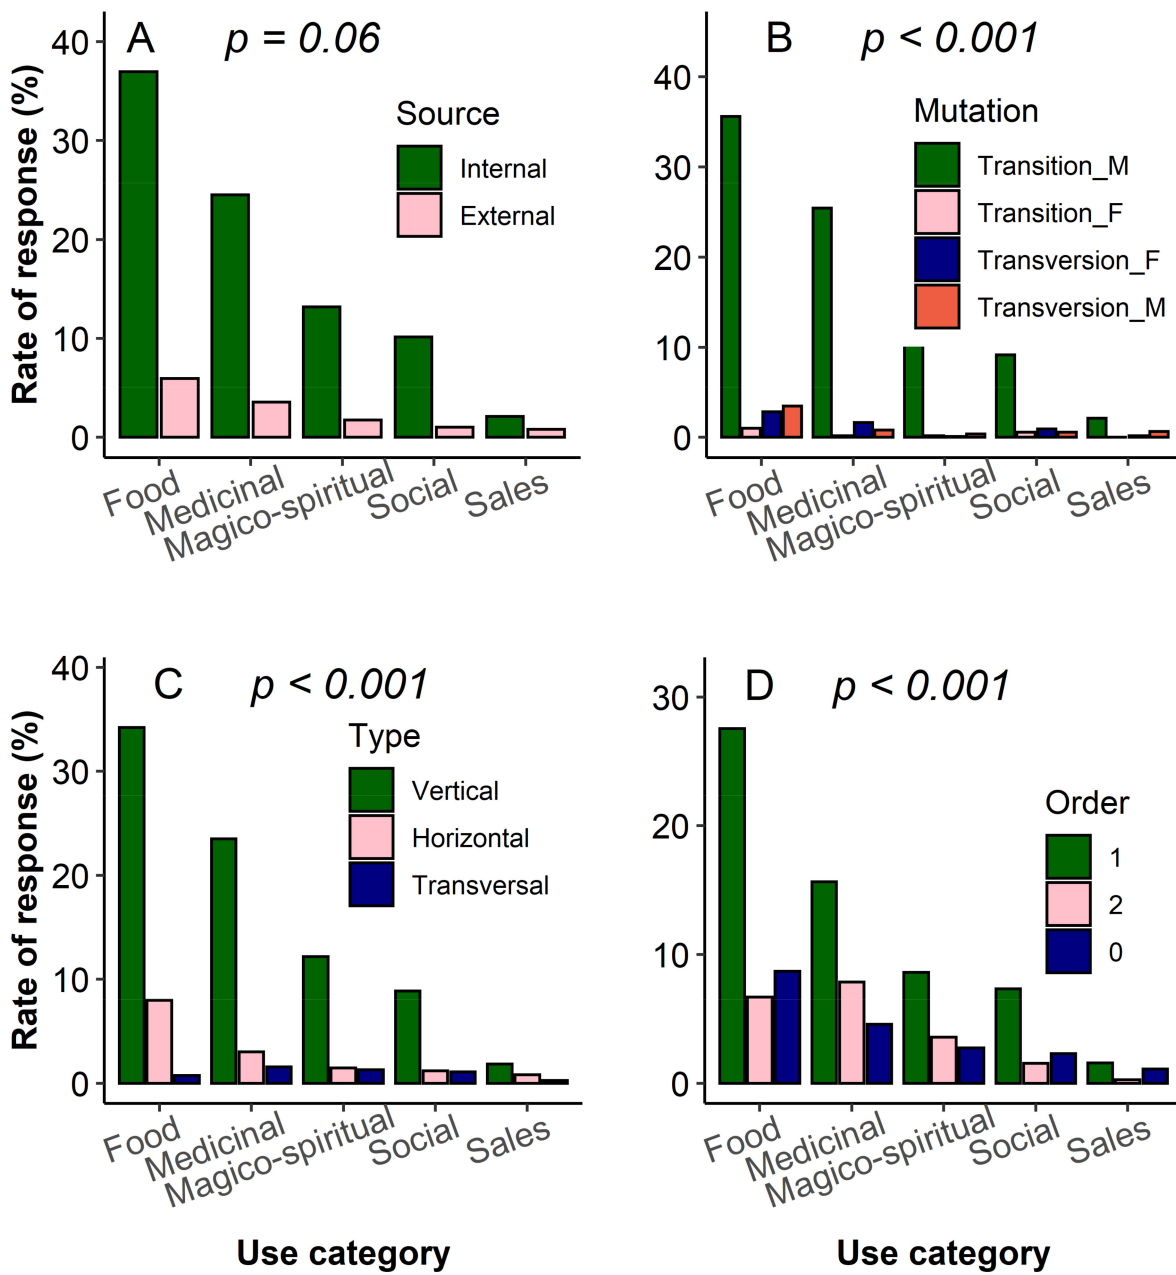 A
p = 0.06
Rate of response (%)
40
30
20
10
0
Source
Internal
External
Food
Medicinal
Magico-spiritual
Social
Sales
B
p < 0.001
40
30
20
10
0
Mutation
Transition_M
Transition_F
Transversion_F
Transversion_M
Food
Medicinal
Magico-spiritual
Social
Sales
C
p < 0.001
Rate of response (%)
40
30
20
10
0
Type
Vertical
Horizontal
Transversal
Food
Medicinal
Magico-spiritual
Social
Sales
Use category
D
p < 0.001
30
20
10
0
Order
1
2
0
Food
Medicinal
Magico-spiritual
Social
Sales
Use category